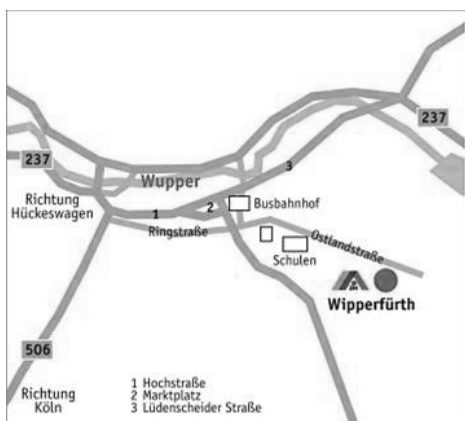 237
237
Wupper
3
Richtung
Hückeswagen
1
2
Busbahnhof
Ringstraße
Schulen
Ostlandstraße
Wipperfürth
506
Richtung
Köln
1 Hochstraße
2 Marktplatz
3 Lüdenscheider Straße